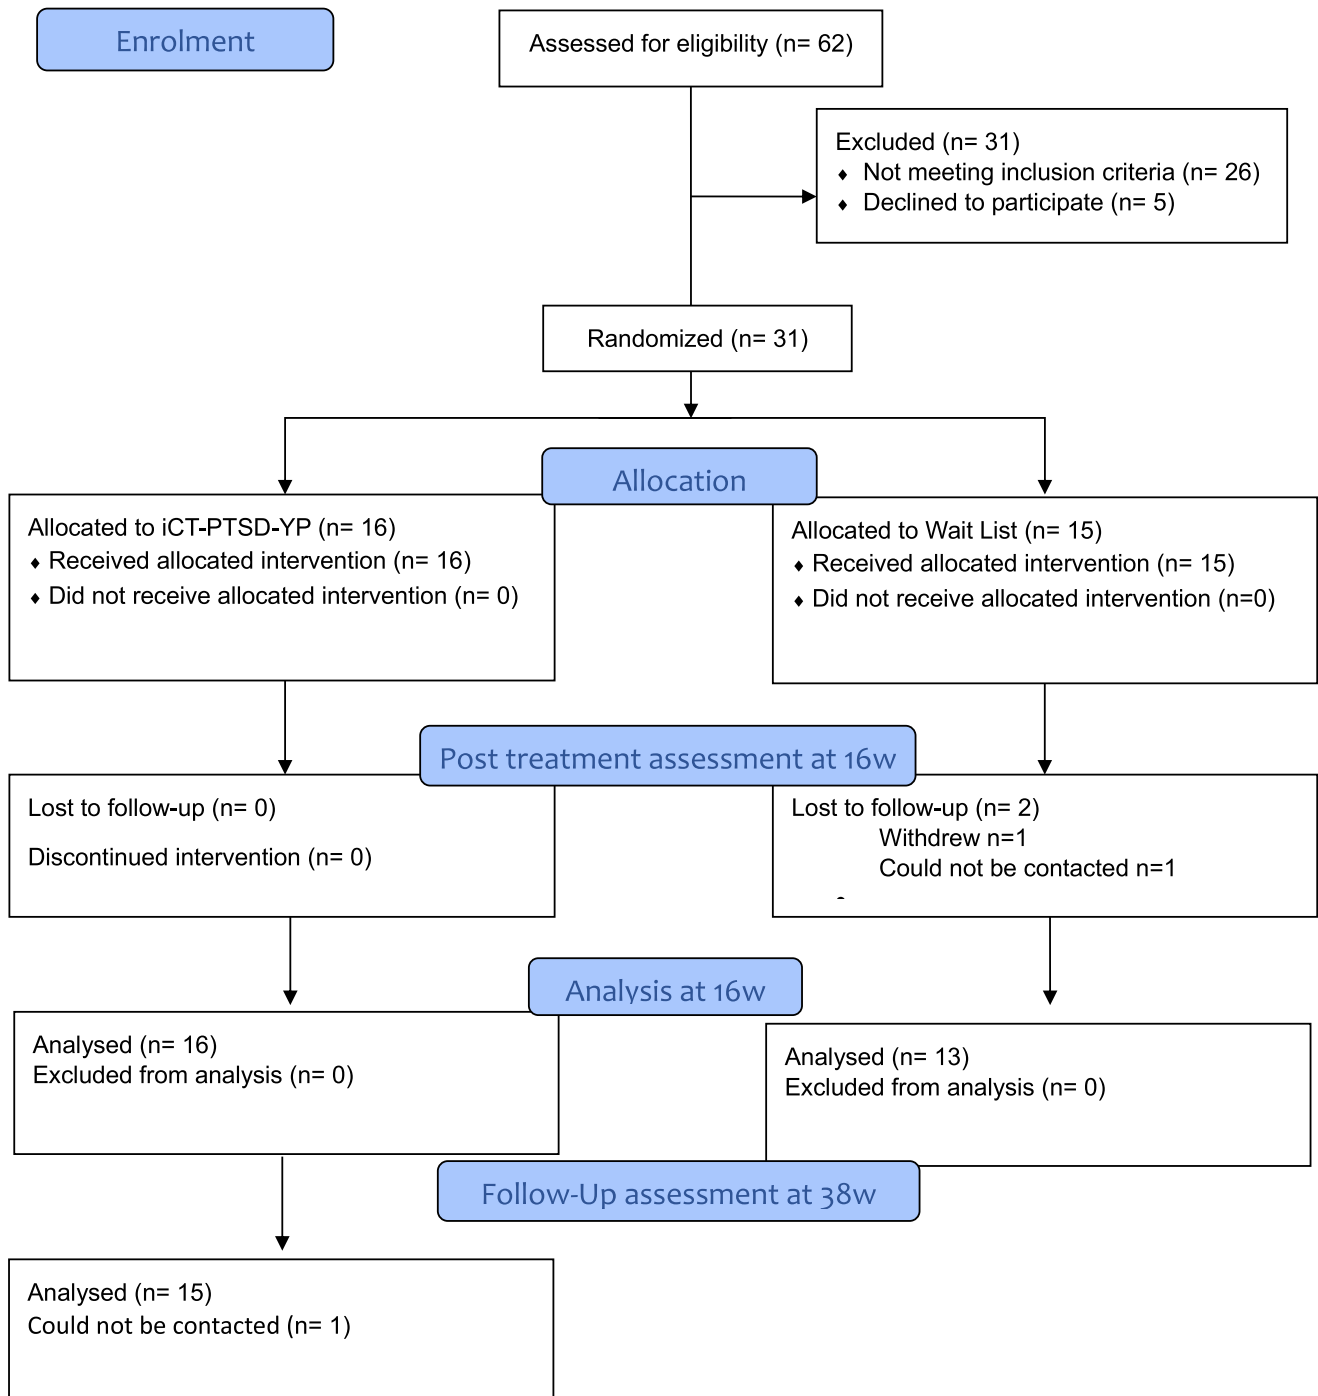 Enrolment
Assessed for eligibility (n= 62)
Excluded (n= 31)
♦ Not meeting inclusion criteria (n= 26)
♦ Declined to participate (n= 5)
Randomized (n= 31)
Allocation
Allocated to iCT-PTSD-YP (n= 16)
♦ Received allocated intervention (n= 16)
♦ Did not receive allocated intervention (n= 0)
Allocated to Wait List (n= 15)
♦ Received allocated intervention (n= 15)
♦ Did not receive allocated intervention (n=0)
Post treatment assessment at 16w
Lost to follow-up (n= 0)
Discontinued intervention (n= 0)
Lost to follow-up (n= 2)
Withdrew n=1
Could not be contacted n=1
Analysis at 16w
Analysed (n= 16)
Excluded from analysis (n= 0)
Analysed (n= 13)
Excluded from analysis (n= 0)
Follow-Up assessment at 38w
Analysed (n= 15)
Could not be contacted (n= 1)